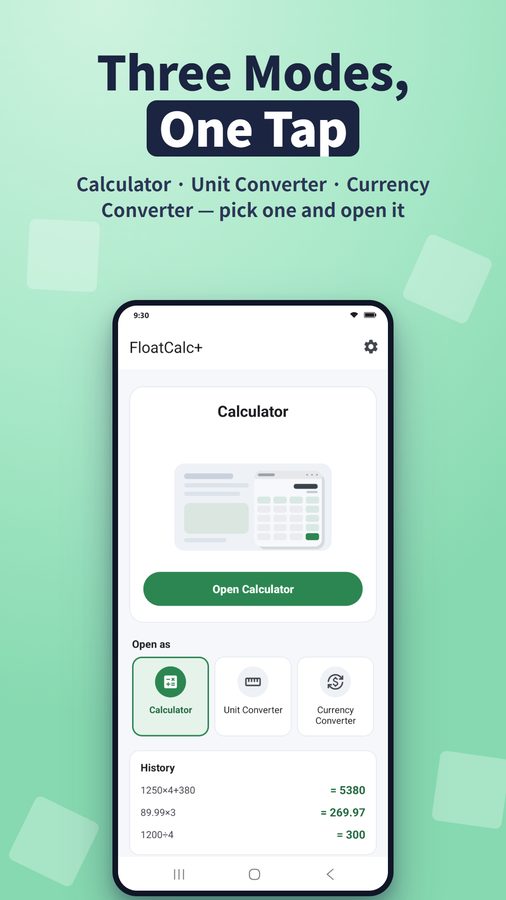 Three Modes,
One Tap
Calculator · Unit Converter · Currency
Converter — pick one and open it
9:30
FloatCalc+
Calculator
Open Calculator
Open as
Calculator
Unit Converter
Currency
Converter
History
1250×4+380 = 5380
89.99×3 = 269.97
1200÷4 = 300